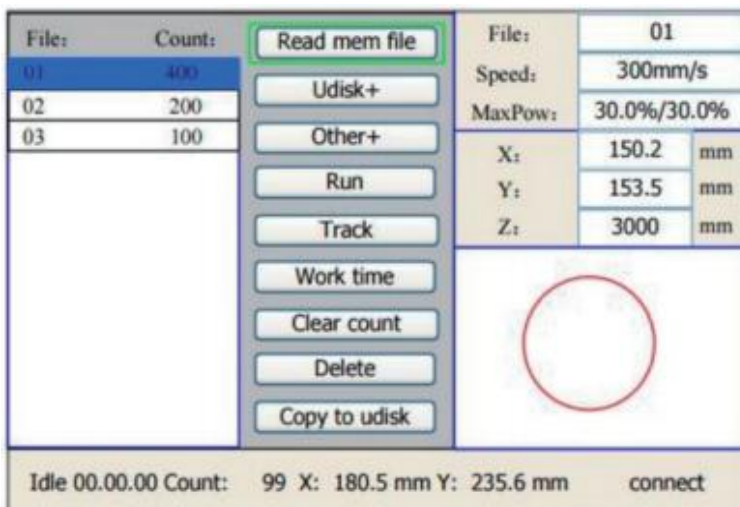 File: Count:
01 400
02 200
03 100
Read mem file
Udisk+
Other+
Run
Track
Work time
Clear count
Delete
Copy to udisk
File: 01
Speed: 300mm/s
MaxPow: 30.0%/30.0%
X: 150.2 mm
Y: 153.5 mm
Z: 3000 mm
Idle 00.00.00 Count: 99 X: 180.5 mm Y: 235.6 mm connect